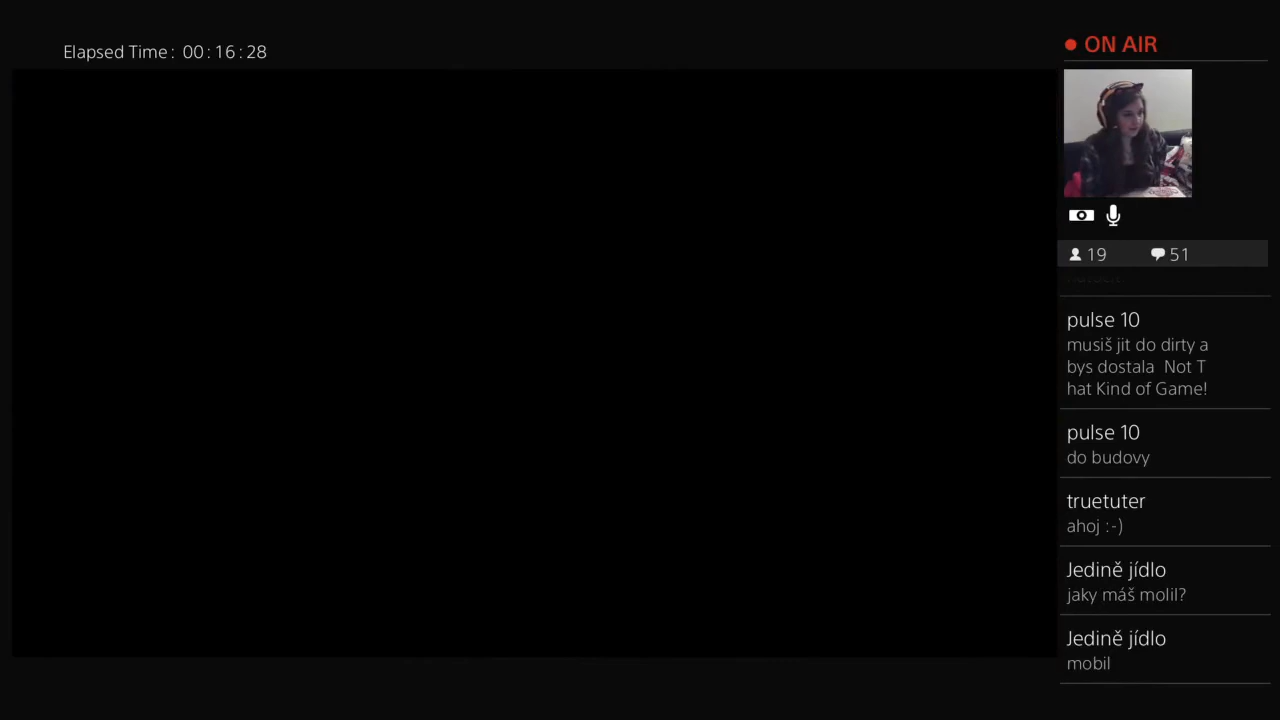 Elapsed Time: 00:16:28
ON AIR
19 51
pulse 10
musiš jit do dirty a
bys dostala Not T
hat Kind of Game!
pulse 10
do budovy
truetuter
ahoj :-)
Jedině jídlo
jaky máš molil?
Jedině jídlo
mobil